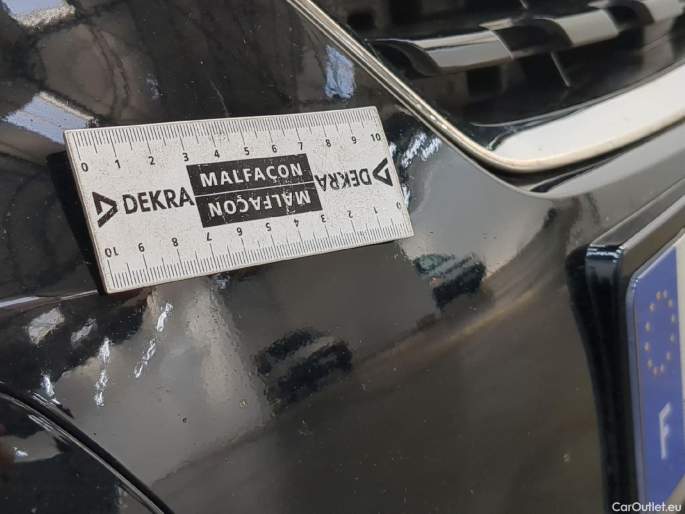 0 1 2 3 4 5 6 7 8 9 10
DEKRA
MALFAÇON
MALFAÇON
DEKRA
10 9 8 7 6 5 4 3 2 1 0
F
CarOutlet.eu